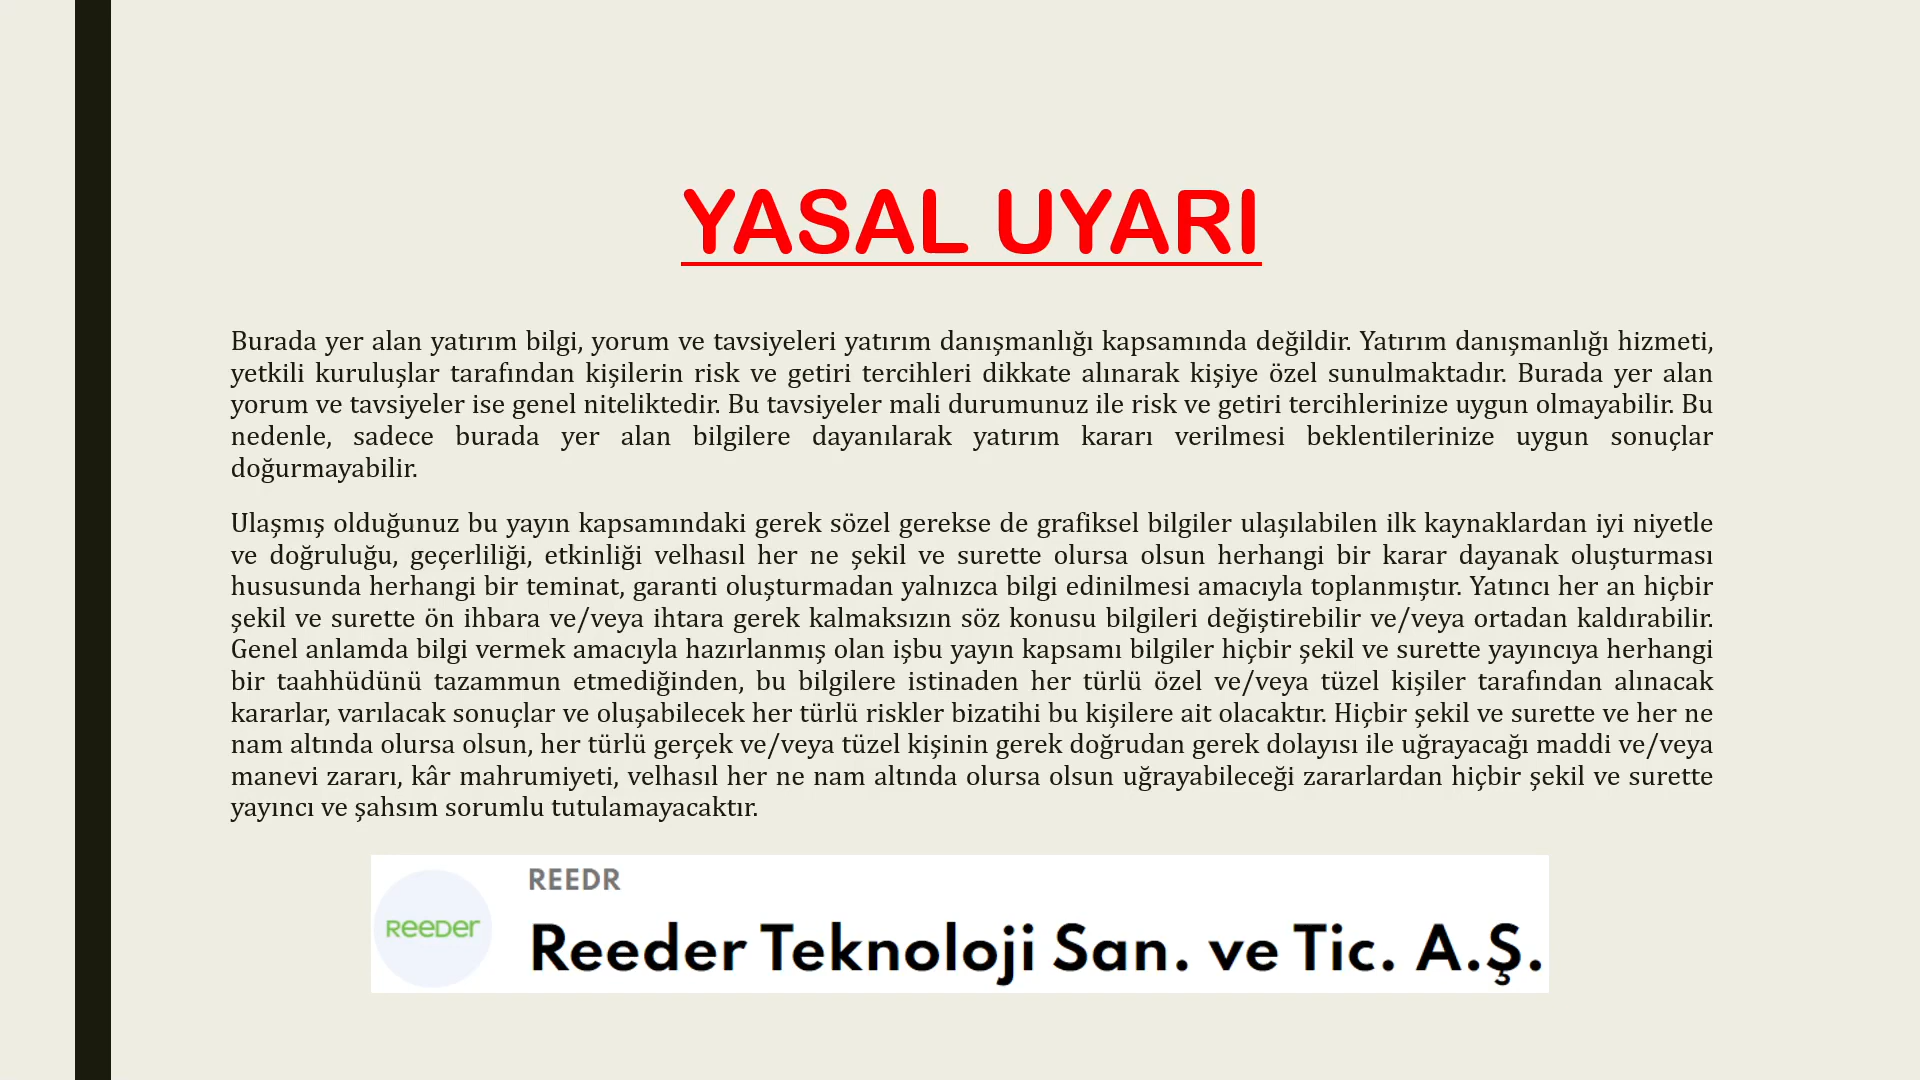 YASAL UYARI
Burada yer alan yatırım bilgi, yorum ve tavsiyeleri yatırım danışmanlığı kapsamında değildir. Yatırım danışmanlığı hizmeti,
yetkili kuruluşlar tarafından kişilerin risk ve getiri tercihleri dikkate alınarak kişiye özel sunulmaktadır. Burada yer alan
yorum ve tavsiyeler ise genel niteliktedir. Bu tavsiyeler mali durumunuz ile risk ve getiri tercihlerinize uygun olmayabilir. Bu
nedenle, sadece burada yer alan bilgilere dayanılarak yatırım kararı verilmesi beklentilerinize uygun sonuçlar
doğurmayabilir.
Ulaşmış olduğunuz bu yayın kapsamındaki gerek sözel gerekse de grafiksel bilgiler ulaşılabilen ilk kaynaklardan iyi niyetle
ve doğruluğu, geçerliliği, etkinliği velhasıl her ne şekil ve surette olursa olsun herhangi bir karar dayanak oluşturması
hususunda herhangi bir teminat, garanti oluşturmadan yalnızca bilgi edinilmesi amacıyla toplanmıştır. Yatıncı her an hiçbir
şekil ve surette ön ihbara ve/veya ihtara gerek kalmaksızın söz konusu bilgileri değiştirebilir ve/veya ortadan kaldırabilir.
Genel anlamda bilgi vermek amacıyla hazırlanmış olan işbu yayın kapsamı bilgiler hiçbir şekil ve surette yayıncıya herhangi
bir taahhüdünü tazammun etmediğinden, bu bilgilere istinaden her türlü özel ve/veya tüzel kişiler tarafından alınacak
kararlar, varılacak sonuçlar ve oluşabilecek her türlü riskler bizatihi bu kişilere ait olacaktır. Hiçbir şekil ve surette ve her ne
nam altında olursa olsun, her türlü gerçek ve/veya tüzel kişinin gerek doğrudan gerek dolayısı ile uğrayacağı maddi ve/veya
manevi zararı, kâr mahrumiyeti, velhasıl her ne nam altında olursa olsun uğrayabileceği zararlardan hiçbir şekil ve surette
yayıncı ve şahsım sorumlu tutulamayacaktır.
REEDR
REEDER
Reeder Teknoloji San. ve Tic. A.Ş.